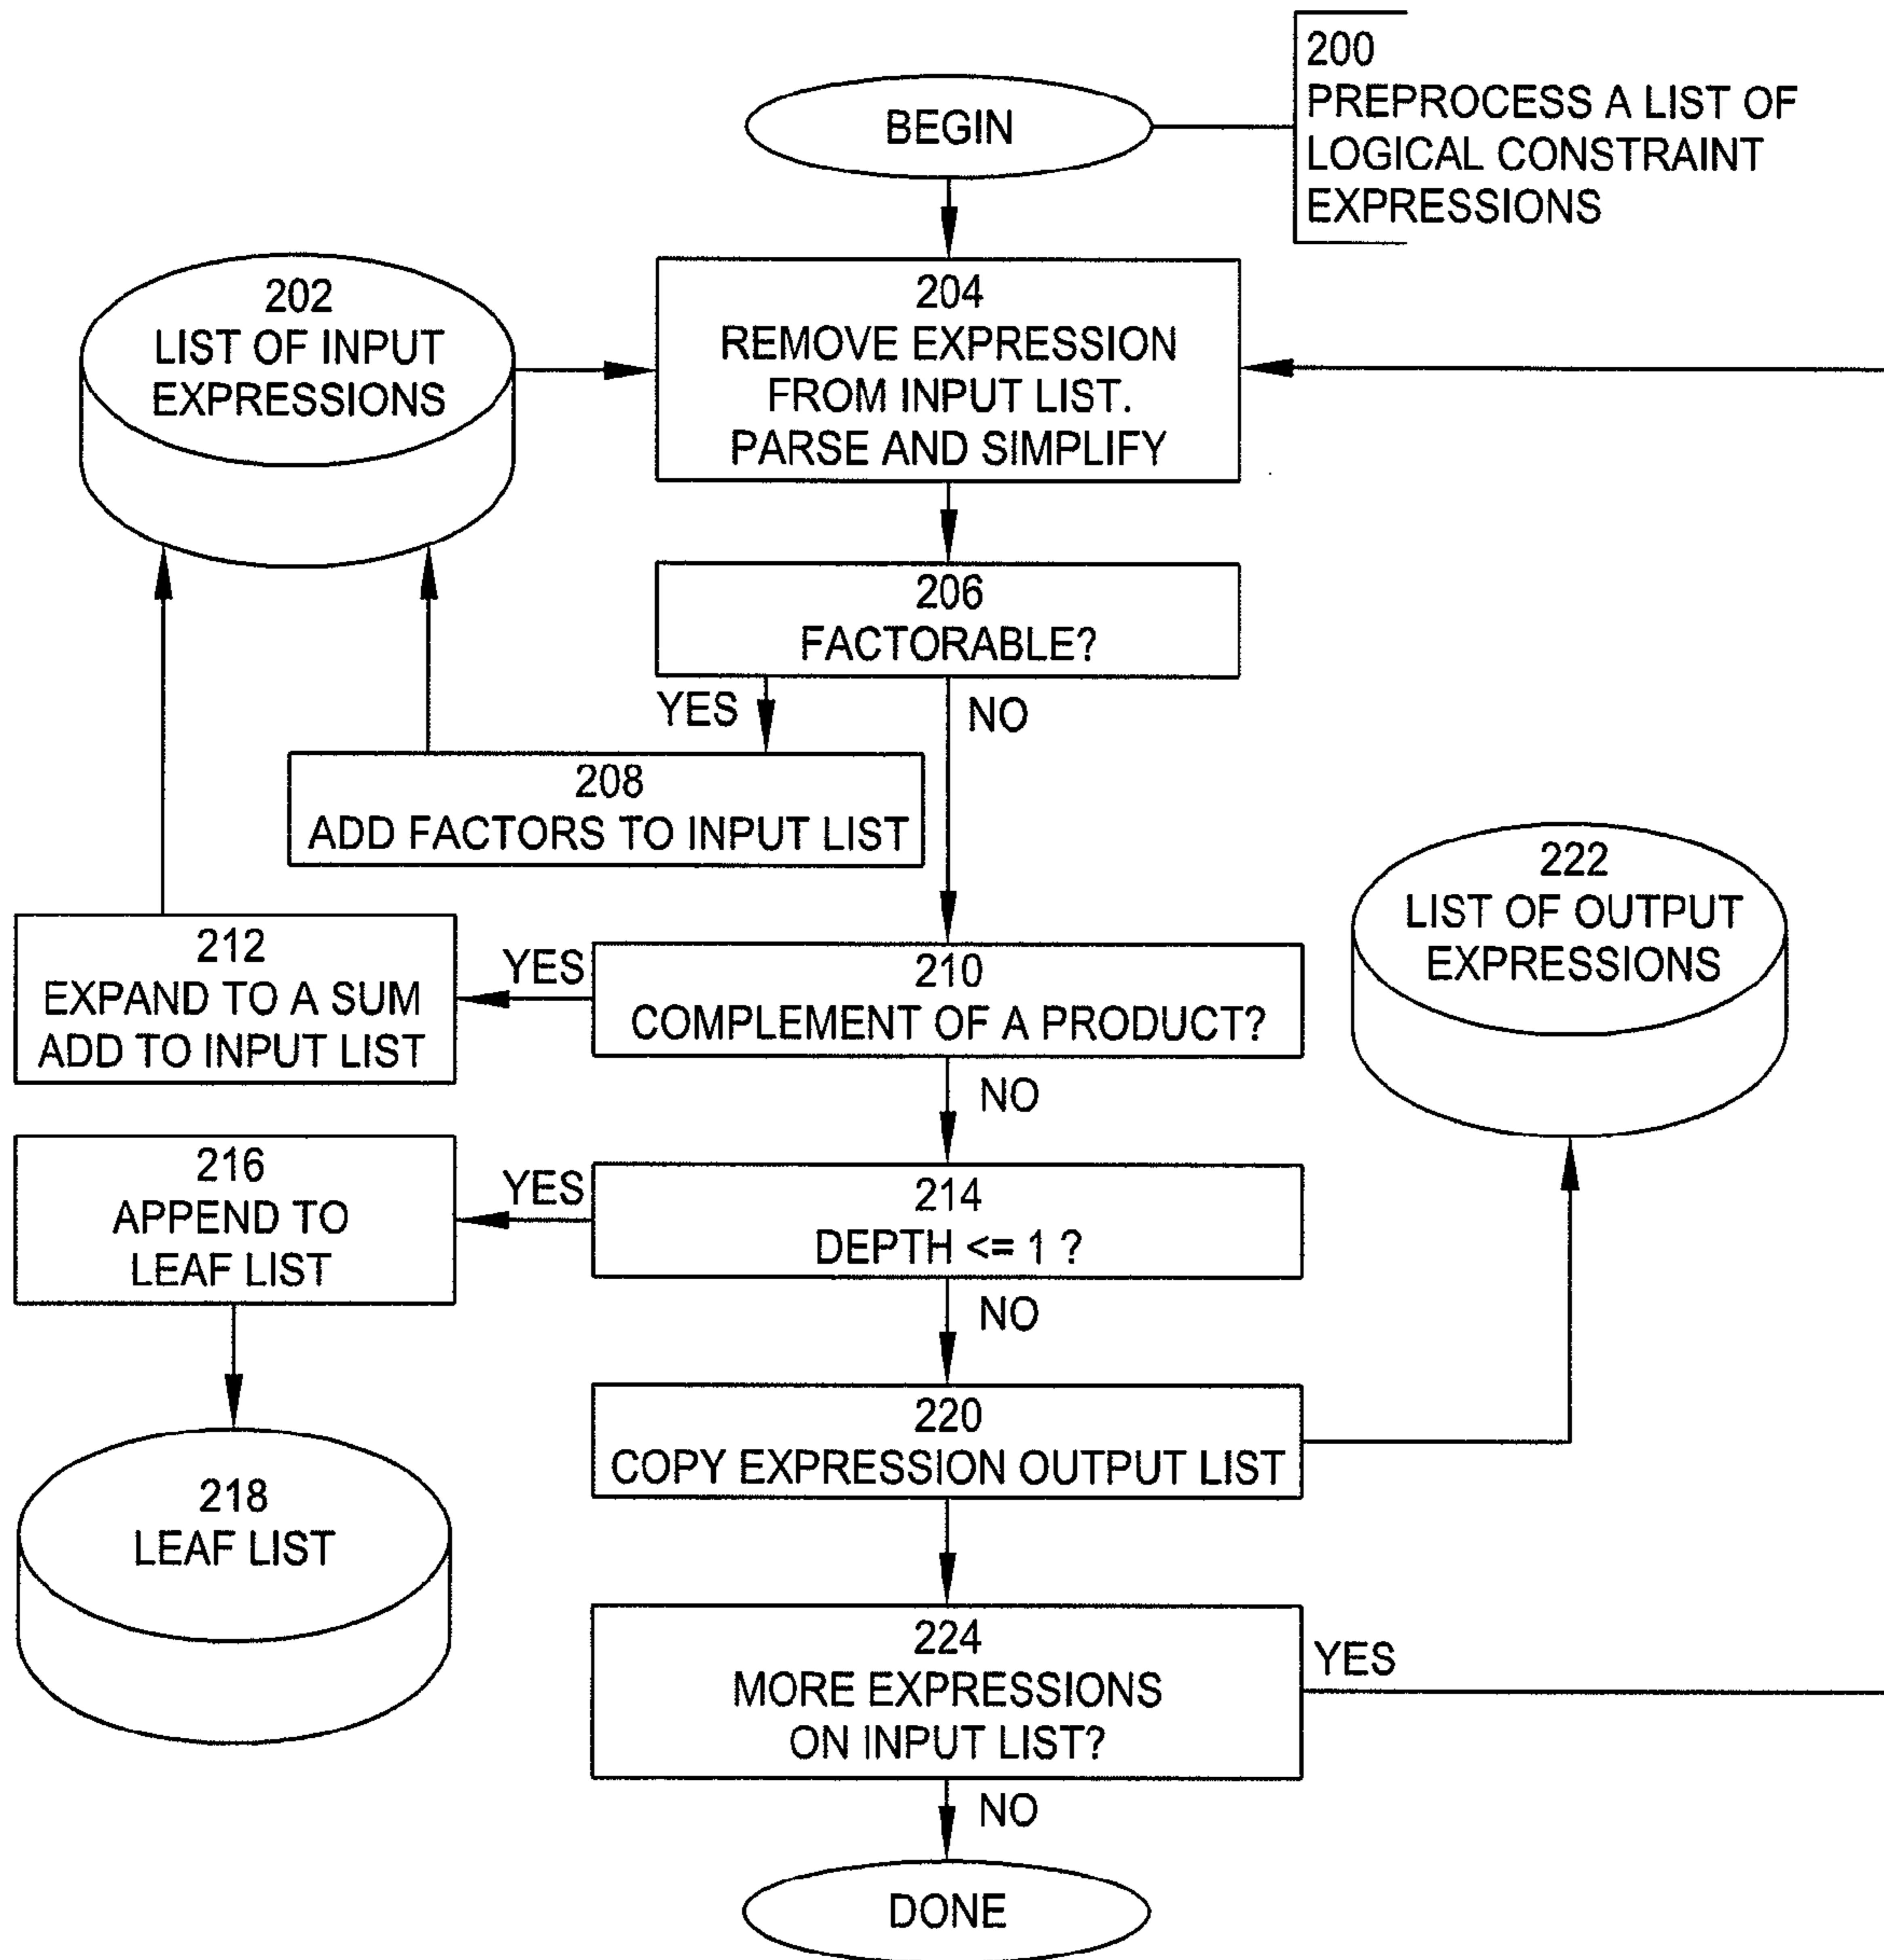 200
PREPROCESS A LIST OF
LOGICAL CONSTRAINT
EXPRESSIONS
BEGIN
202
LIST OF INPUT
EXPRESSIONS
204
REMOVE EXPRESSION
FROM INPUT LIST.
PARSE AND SIMPLIFY
206
FACTORABLE?
YES
NO
208
ADD FACTORS TO INPUT LIST
222
LIST OF OUTPUT
EXPRESSIONS
212
EXPAND TO A SUM
ADD TO INPUT LIST
YES
210
COMPLEMENT OF A PRODUCT?
NO
216
APPEND TO
LEAF LIST
YES
214
DEPTH <= 1 ?
NO
220
COPY EXPRESSION OUTPUT LIST
218
LEAF LIST
224
MORE EXPRESSIONS
ON INPUT LIST?
YES
NO
DONE